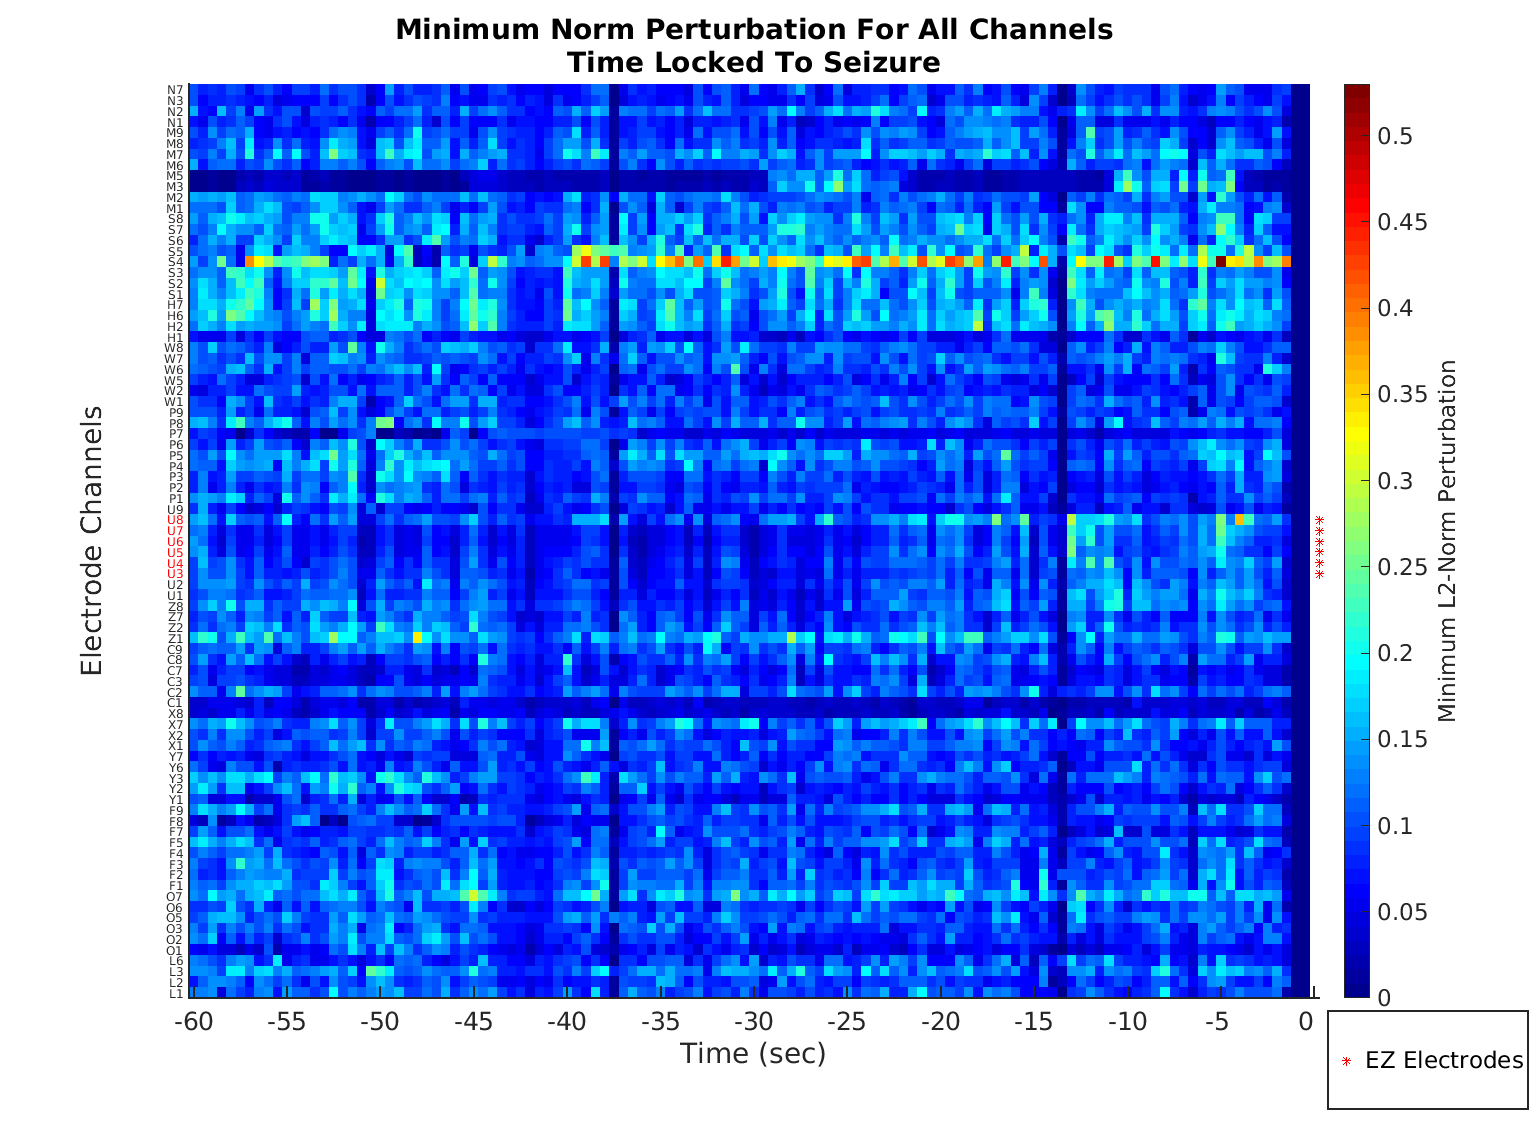 Minimum Norm Perturbation For All Channels
Time Locked To Seizure
Electrode Channels
N7
N3
N2
N1
M9
M8
M7
M6
M5
M3
M2
M1
S8
S7
S6
S5
S4
S3
S2
S1
H7
H6
H2
H1
W8
W7
W6
W5
W2
W1
P9
P8
P7
P6
P5
P4
P3
P2
P1
U9
U8
U7
U6
U5
U4
U3
U2
U1
Z8
Z7
Z2
Z1
C9
C8
C7
C3
C2
C1
X8
X7
X2
X1
Y7
Y6
Y3
Y2
Y1
F9
F8
F7
F5
F4
F3
F2
F1
O7
O6
O5
O3
O2
O1
L6
L3
L2
L1
-60 -55 -50 -45 -40 -35 -30 -25 -20 -15 -10 -5 0
Time (sec)
0.5
0.45
0.4
0.35
0.3
0.25
0.2
0.15
0.1
0.05
0
Minimum L2-Norm Perturbation
EZ Electrodes